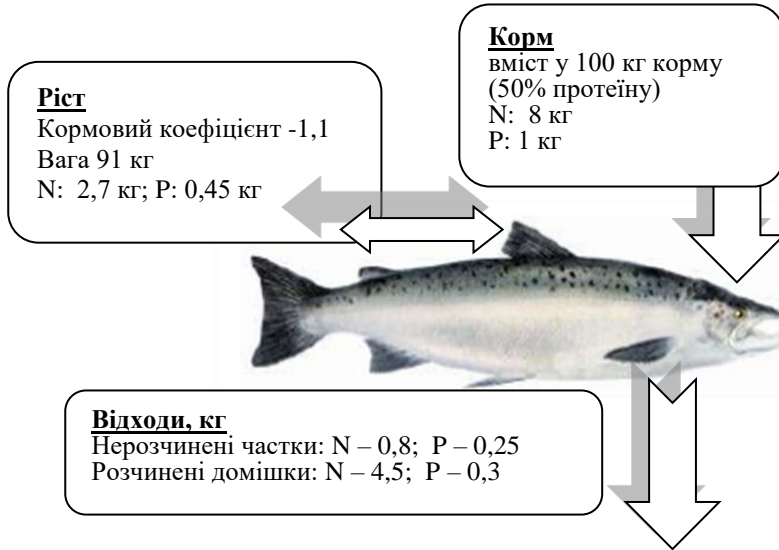 Корм
вміст у 100 кг корму
(50% протеїну)
N: 8 кг
P: 1 кг
Ріст
Кормовий коефіцієнт -1,1
Вага 91 кг
N: 2,7 кг; P: 0,45 кг
Відходи, кг
Нерозчинені частки: N – 0,8; P – 0,25
Розчинені домішки: N – 4,5; P – 0,3